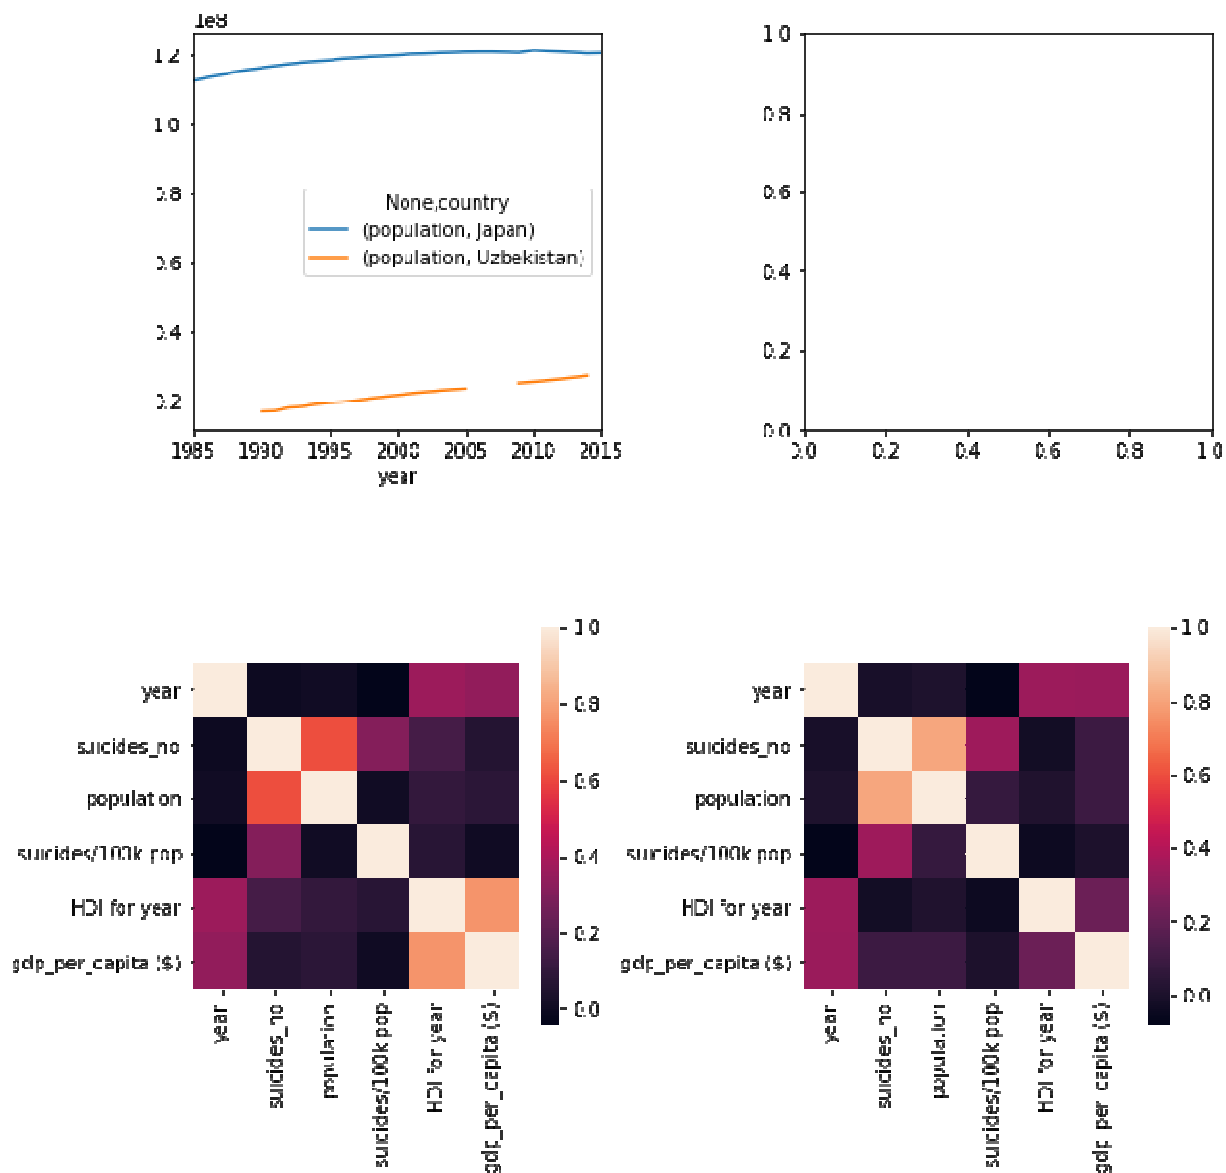 1e8
1.2
1.0
0.8
0.6
0.4
0.2
1985 1990 1995 2000 2005 2010 2015
year
None,country
(population, Japan)
(population, Uzbekistan)
1.0
0.8
0.6
0.4
0.2
0.0
0.0 0.2 0.4 0.6 0.8 1.0
year
suicides_no
population
suicides/100k pop
HDI for year
gdp_per_capita ($)
year
suicides_no
population
suicides/100k pop
HDI for year
gdp_per_capita ($)
1.0
0.8
0.6
0.4
0.2
0.0
year
suicides_no
population
suicides/100k pop
HDI for year
gdp_per_capita ($)
year
suicides_no
population
suicides/100k pop
HDI for year
gdp_per_capita ($)
1.0
0.8
0.6
0.4
0.2
0.0